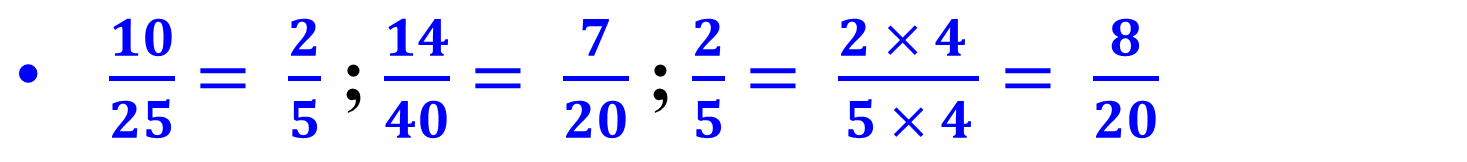 • 10/25 = 2/5 ; 14/40 = 7/20 ; 2/5 = (2 × 4)/(5 × 4) = 8/20